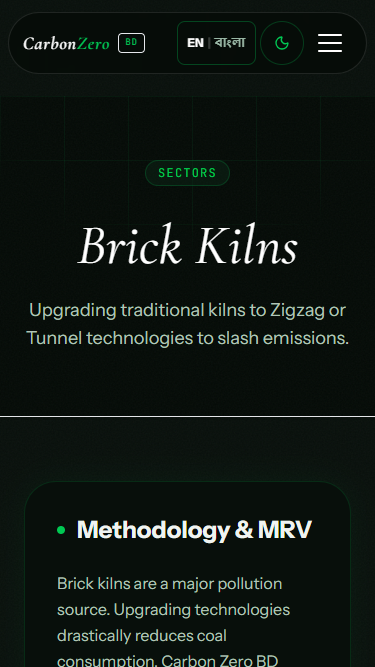 CarbonZero BD EN | বাংলা
SECTORS
Brick Kilns
Upgrading traditional kilns to Zigzag or
Tunnel technologies to slash emissions.
Methodology & MRV
Brick kilns are a major pollution
source. Upgrading technologies
drastically reduces coal
consumption. Carbon Zero BD